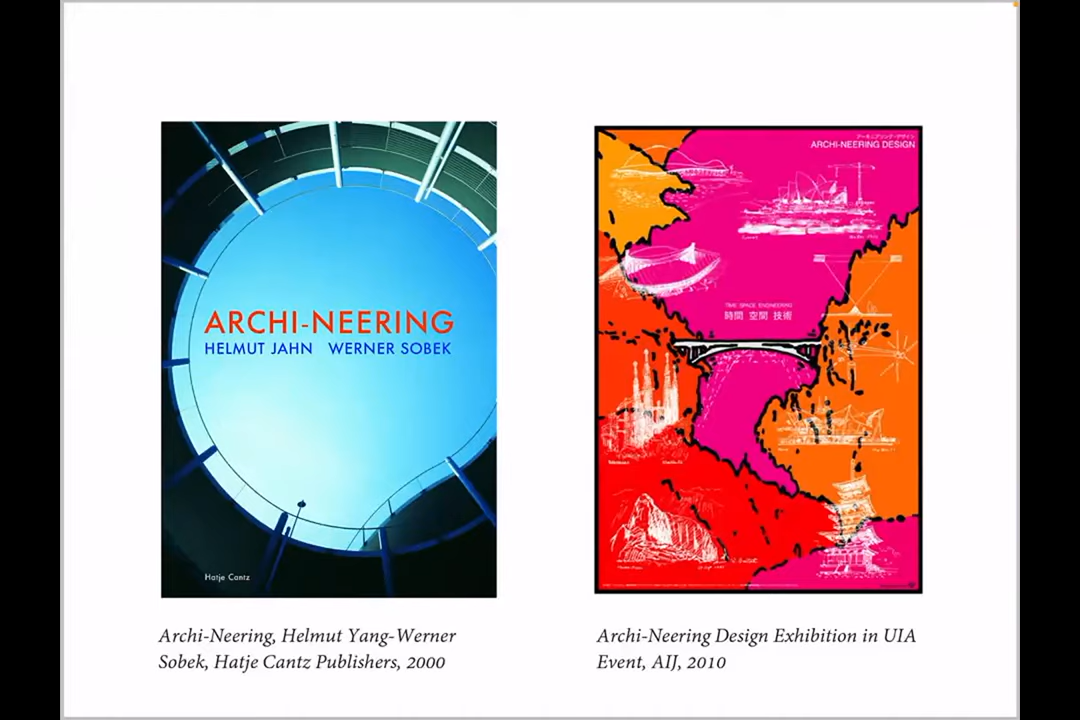 ARCHI-NEERING
HELMUT JAHN WERNER SOBEK
Hatje Cantz
アーキニアリング・デザイン
ARCHI-NEERING DESIGN
TIME SPACE ENGINEERING
時間 空間 技術
Archi-Neering, Helmut Yang-Werner
Sobek, Hatje Cantz Publishers, 2000
Archi-Neering Design Exhibition in UIA
Event, AIJ, 2010